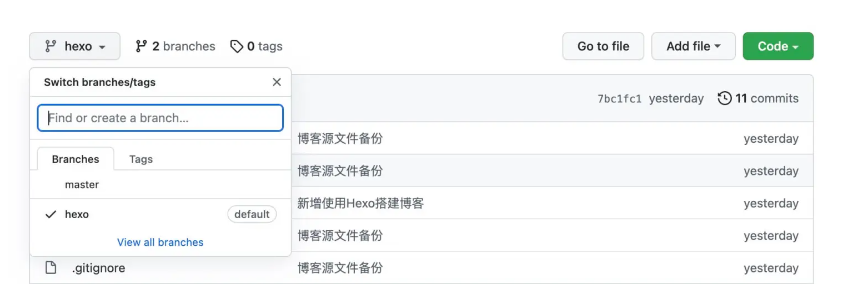 hexo 2 branches 0 tags Go to file Add file Code
Switch branches/tags
7bc1fc1 yesterday 11 commits
Find or create a branch...
博客源文件备份 yesterday
Branches Tags
博客源文件备份 yesterday
master
新增使用Hexo搭建博客 yesterday
hexo default
博客源文件备份 yesterday
View all branches
.gitignore 博客源文件备份 yesterday